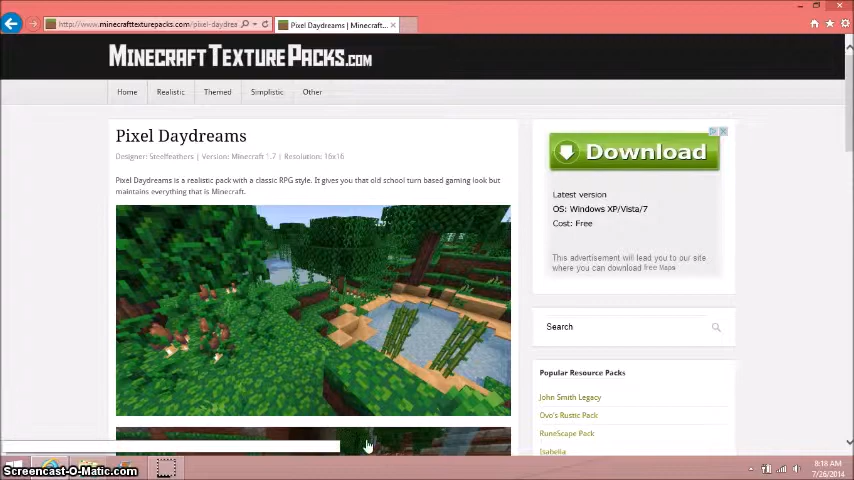 http://www.minecrafttexturepacks.com/pixel-daydrea
Pixel Daydreams | Minecraft...
MINECRAFTTEXTUREPACKS.COM
Home
Realistic
Themed
Simplistic
Other
Pixel Daydreams
Designer: Steelfeathers | Version: Minecraft 1.7 | Resolution: 16x16
Pixel Daydreams is a realistic pack with a classic RPG style. It gives you that old school turn based gaming look but
maintains everything that is Minecraft.
Download
Latest version
OS: Windows XP/Vista/7
Cost: Free
This advertisement will lead you to our site
where you can download free Maps
Search
Popular Resource Packs
John Smith Legacy
Ovo's Rustic Pack
RuneScape Pack
Isabella
Screencast-O-Matic.com
8:18 AM
7/26/2014